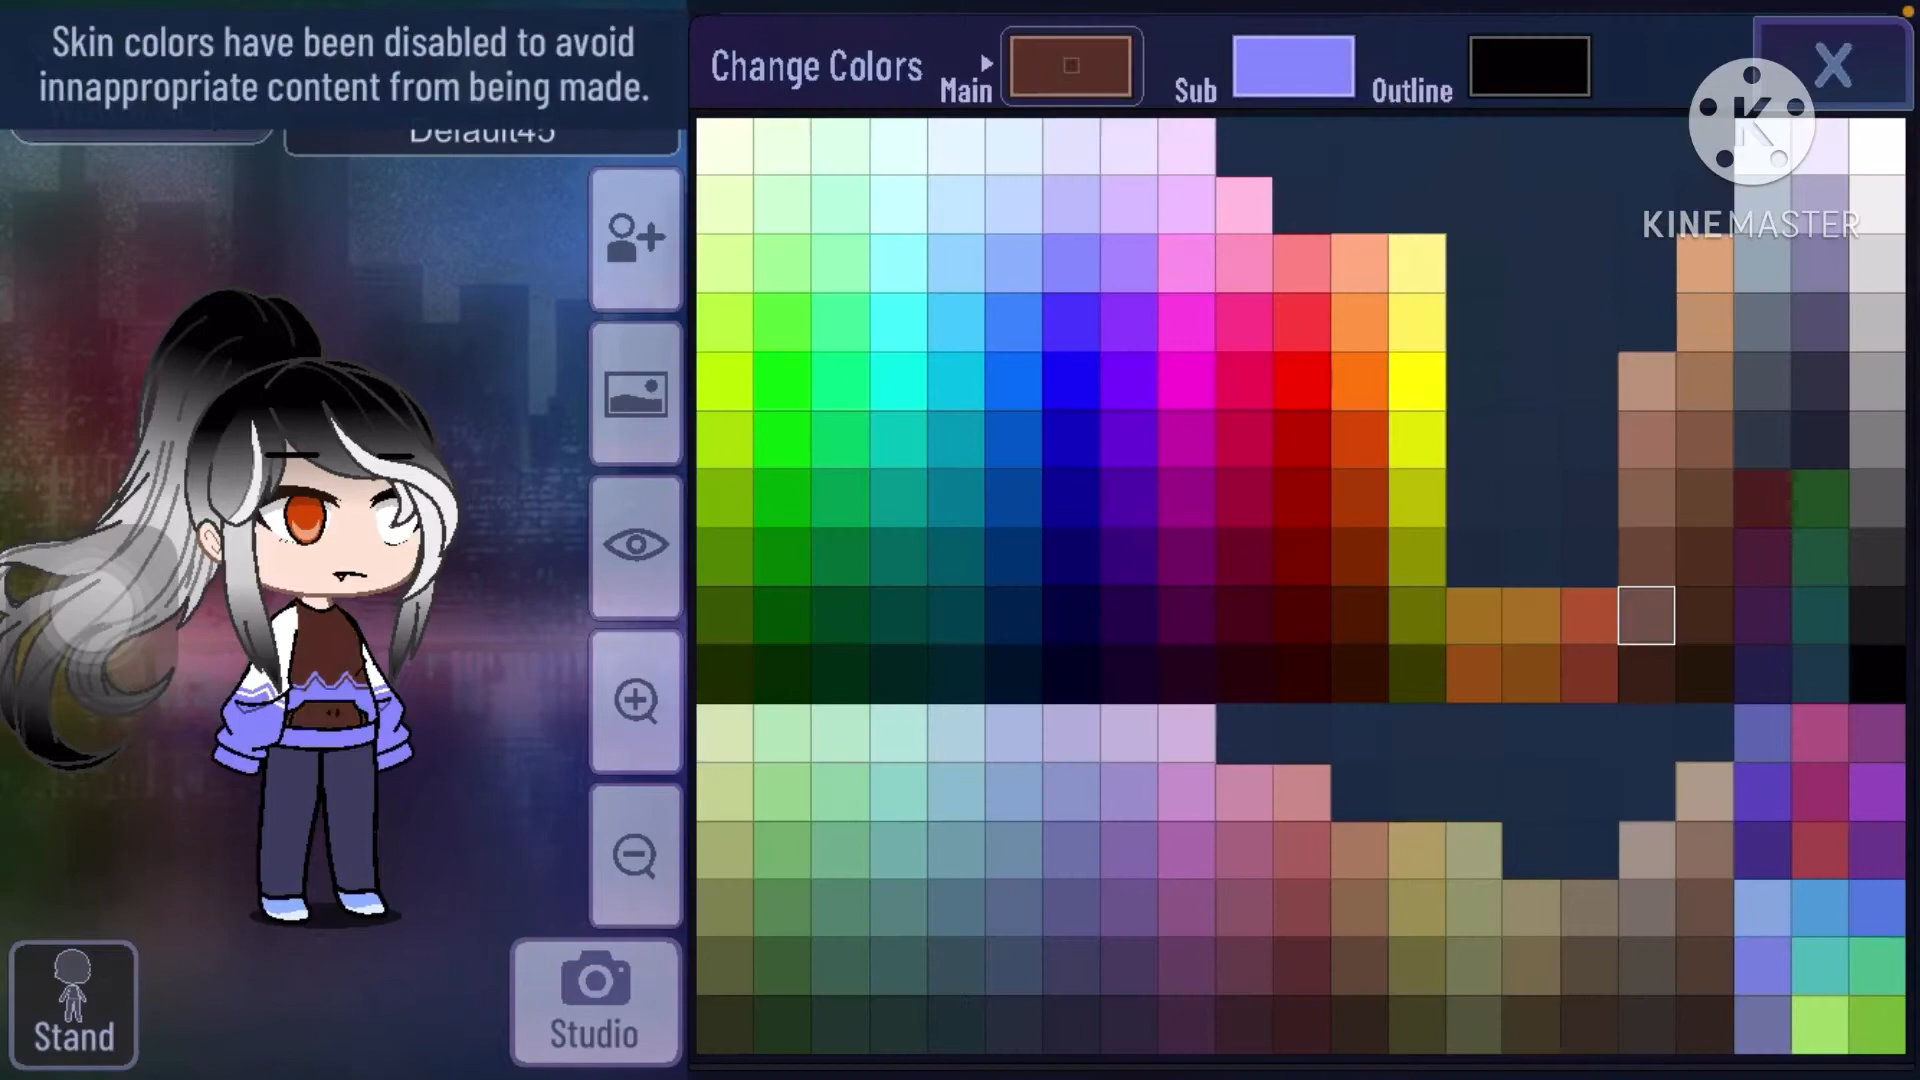 Skin colors have been disabled to avoid
innappropriate content from being made.
Default45
Change Colors
Main
Sub
Outline
X
K
KINEMASTER
Stand
Studio